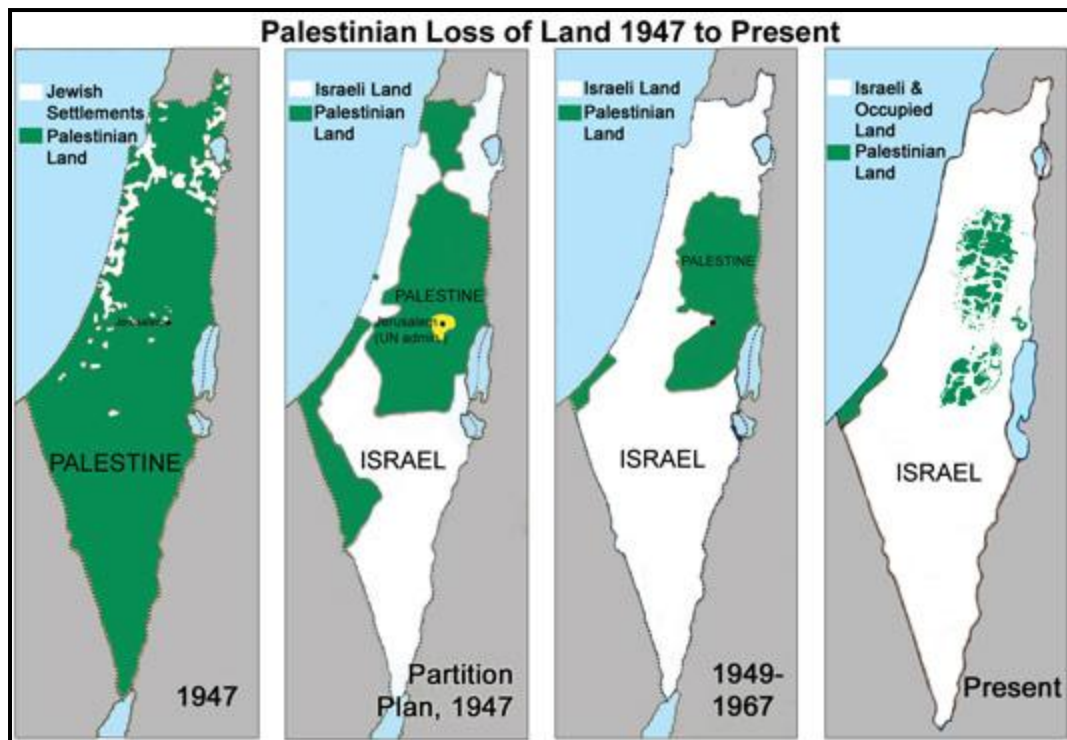 Palestinian Loss of Land 1947 to Present
Jewish
Settlements
Palestinian
Land
Jerusalem
PALESTINE
1947
Israeli Land
Palestinian
Land
PALESTINE
Jerusalem
(UN admin.)
ISRAEL
Partition
Plan, 1947
Israeli Land
Palestinian
Land
PALESTINE
ISRAEL
1949-
1967
Israeli &
Occupied
Land
Palestinian
Land
ISRAEL
Present